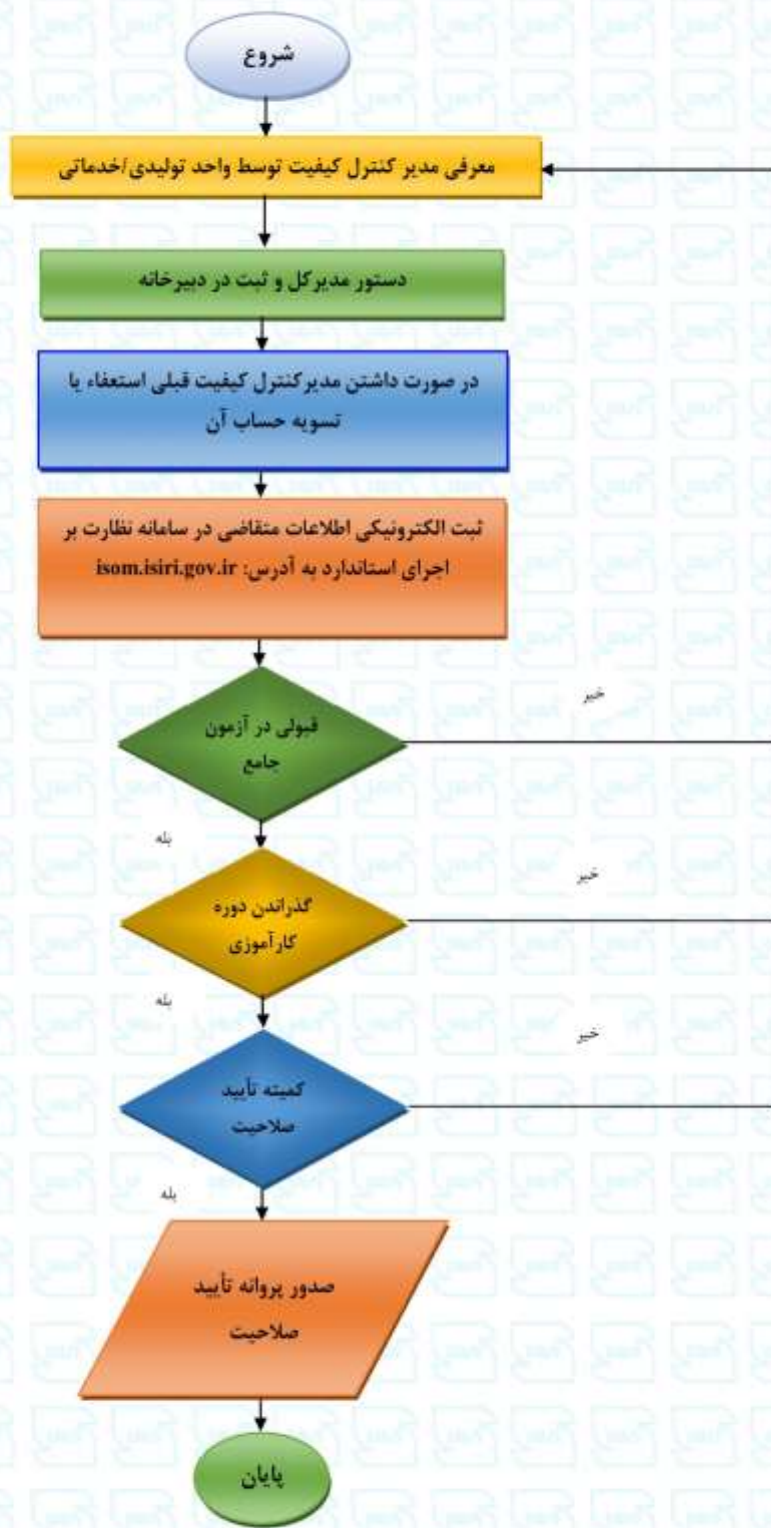 شروع
معرفی مدیر کنترل کیفیت توسط واحد تولیدی/خدماتی
دستور مدیرکل و ثبت در دبیرخانه
در صورت داشتن مدیرکنترل کیفیت قبلی استعفاء یا
تسویه حساب آن
ثبت الکترونیکی اطلاعات متقاضی در سامانه نظارت بر
اجرای استاندارد به آدرس: isom.isiri.gov.ir
خیر
قبولی در آزمون
جامع
بله
خیر
گذراندن دوره
کارآموزی
بله
خیر
کمیته تأیید
صلاحیت
بله
صدور پروانه تأیید
صلاحیت
پایان